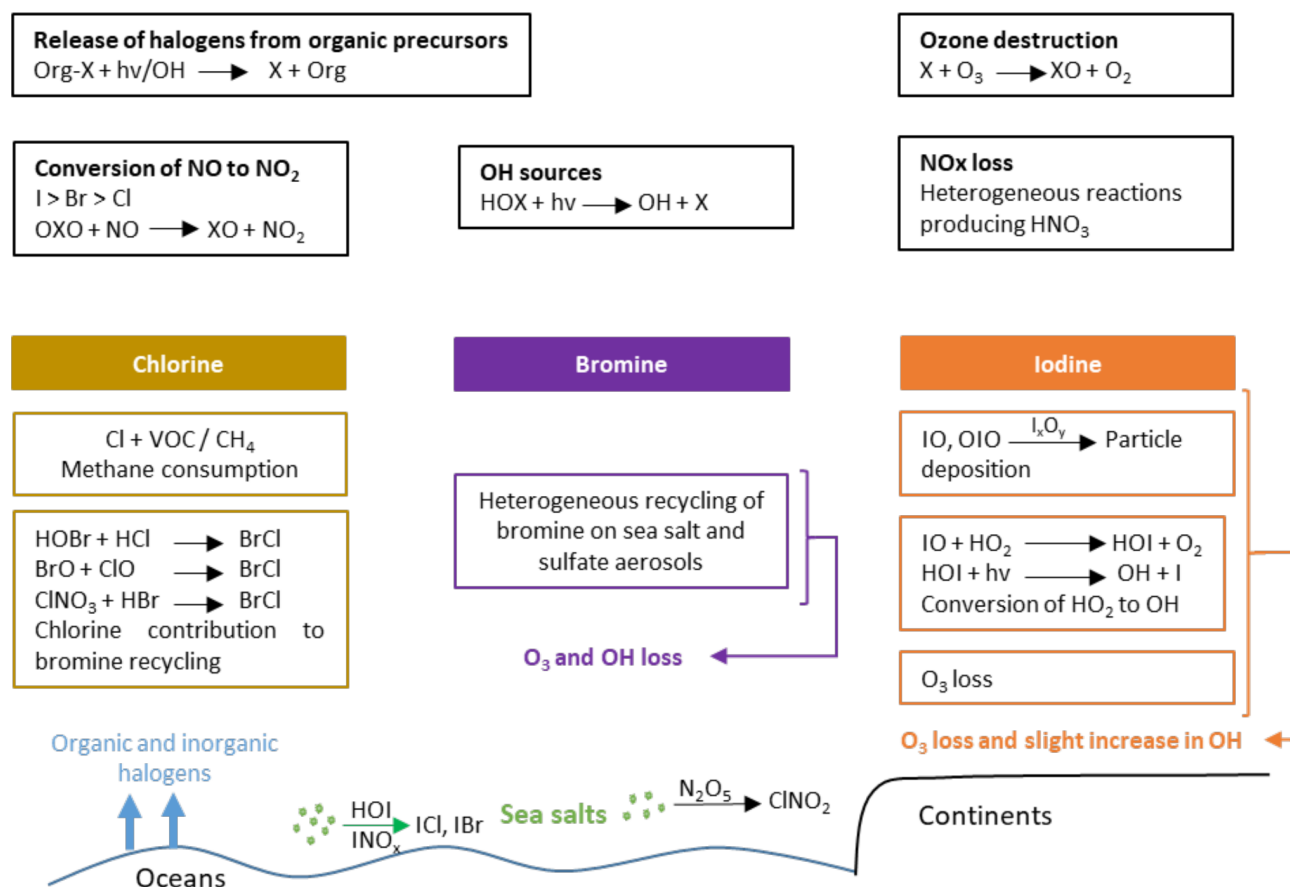 Release of halogens from organic precursors
Org-X + hv/OH ⟶ X + Org
Ozone destruction
X + O₃ ⟶ XO + O₂
Conversion of NO to NO₂
I > Br > Cl
OXO + NO ⟶ XO + NO₂
OH sources
HOX + hv ⟶ OH + X
NOx loss
Heterogeneous reactions
producing HNO₃
Chlorine
Cl + VOC / CH₄
Methane consumption
HOBr + HCl ⟶ BrCl
BrO + ClO ⟶ BrCl
ClNO₃ + HBr ⟶ BrCl
Chlorine contribution to
bromine recycling
Bromine
Heterogeneous recycling of
bromine on sea salt and
sulfate aerosols
O₃ and OH loss
Iodine
IₓOᵧ
IO, OIO ⟶ Particle
deposition
IO + HO₂ ⟶ HOI + O₂
HOI + hv ⟶ OH + I
Conversion of HO₂ to OH
O₃ loss
O₃ loss and slight increase in OH
Organic and inorganic
halogens
HOI
INOₓ
ICl, IBr
Sea salts
N₂O₅
ClNO₂
Continents
Oceans